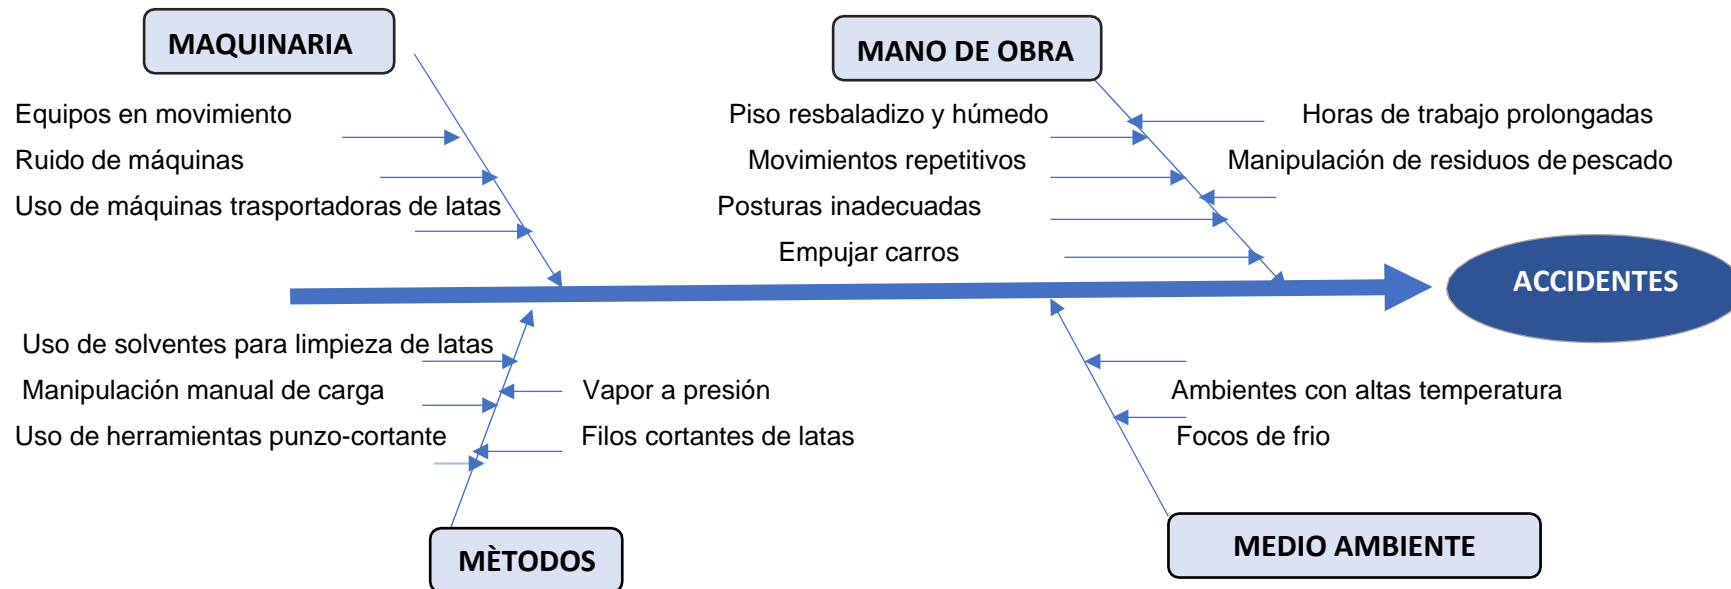 MAQUINARIA
MANO DE OBRA
Equipos en movimiento
Ruido de máquinas
Uso de máquinas trasportadoras de latas
Piso resbaladizo y húmedo
Movimientos repetitivos
Posturas inadecuadas
Empujar carros
Horas de trabajo prolongadas
Manipulación de residuos de pescado
ACCIDENTES
Uso de solventes para limpieza de latas
Manipulación manual de carga
Uso de herramientas punzo-cortante
Vapor a presión
Filos cortantes de latas
Ambientes con altas temperatura
Focos de frio
MÈTODOS
MEDIO AMBIENTE